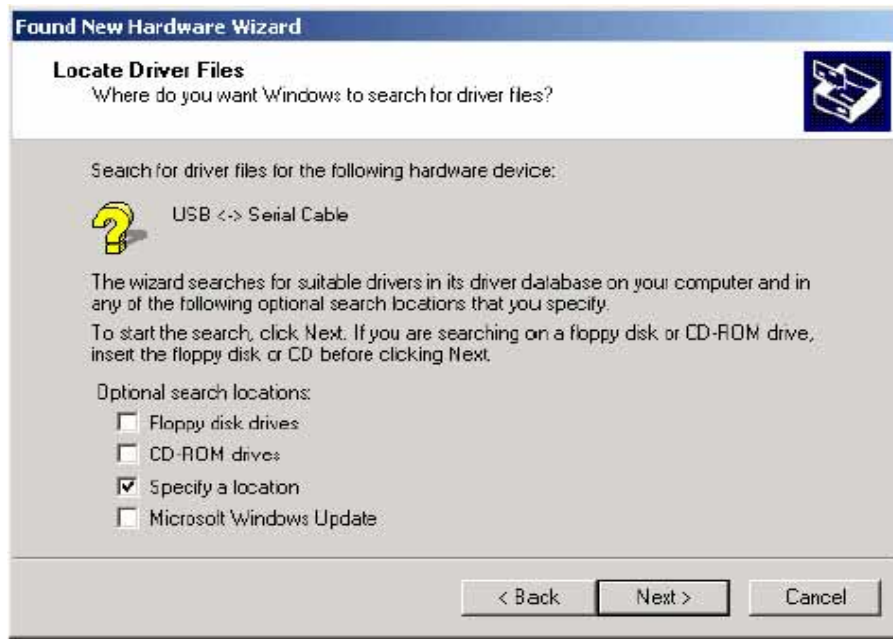 Found New Hardware Wizard
Locate Driver Files
Where do you want Windows to search for driver files?
Search for driver files for the following hardware device:
USB <-> Serial Cable
The wizard searches for suitable drivers in its driver database on your computer and in
any of the following optional search locations that you specify.
To start the search, click Next. If you are searching on a floppy disk or CD-ROM drive,
insert the floppy disk or CD before clicking Next.
Optional search locations:
Floppy disk drives
CD-ROM drives
Specify a location
Microsoft Windows Update
< Back Next > Cancel